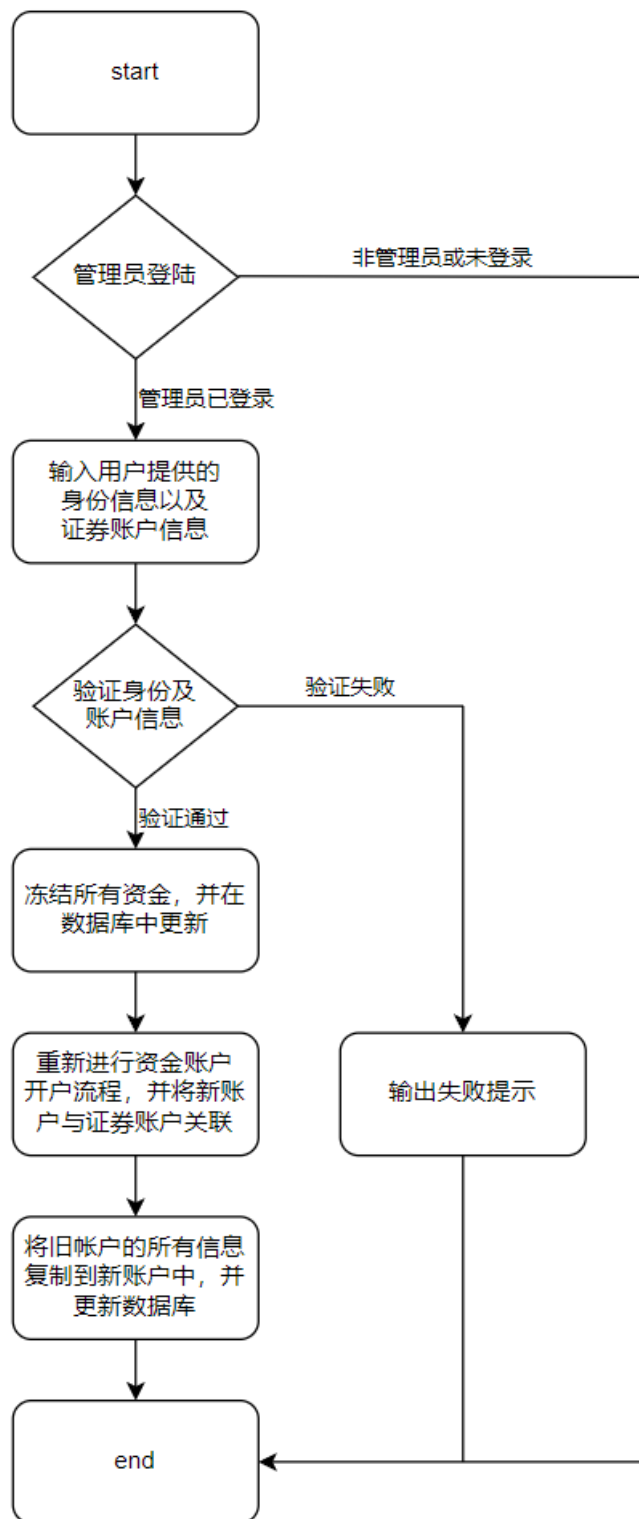 start
管理员登陆
非管理员或未登录
管理员已登录
输入用户提供的
身份信息以及
证券账户信息
验证身份及
账户信息
验证失败
验证通过
冻结所有资金，并在
数据库中更新
重新进行资金账户
开户流程，并将新账
户与证券账户关联
输出失败提示
将旧帐户的所有信息
复制到新账户中，并
更新数据库
end